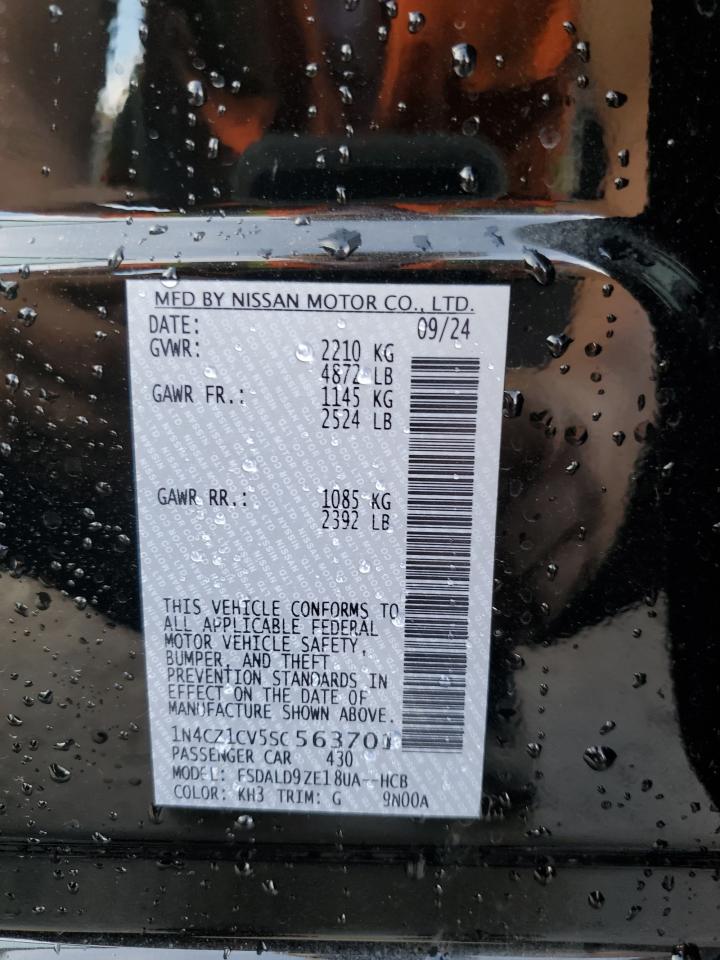 MFD BY NISSAN MOTOR CO., LTD.
DATE: 09/24
GVWR: 2210 KG
4872 LB
GAWR FR.: 1145 KG
2524 LB
GAWR RR.: 1085 KG
2392 LB
THIS VEHICLE CONFORMS TO
ALL APPLICABLE FEDERAL
MOTOR VEHICLE SAFETY,
BUMPER, AND THEFT
PREVENTION STANDARDS IN
EFFECT ON THE DATE OF
MANUFACTURE SHOWN ABOVE.
1N4CZ1CV5SC563701
PASSENGER CAR 430
MODEL: FSDALD9ZE18UA--HCB
COLOR: KH3 TRIM: G 9N00A